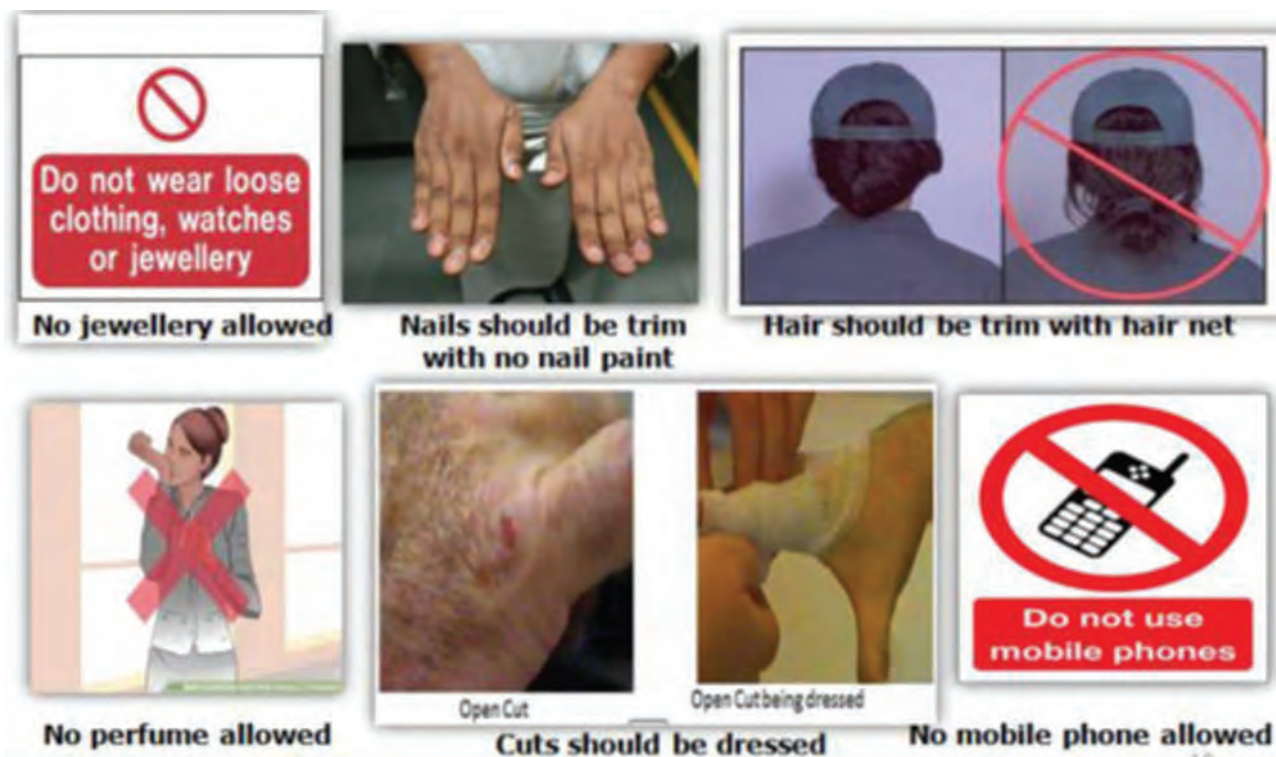 Do not wear loose
clothing, watches
or jewellery
No jewellery allowed
Nails should be trim
with no nail paint
Hair should be trim with hair net
No perfume allowed
Open Cut
Open Cut being dressed
Cuts should be dressed
Do not use
mobile phones
No mobile phone allowed